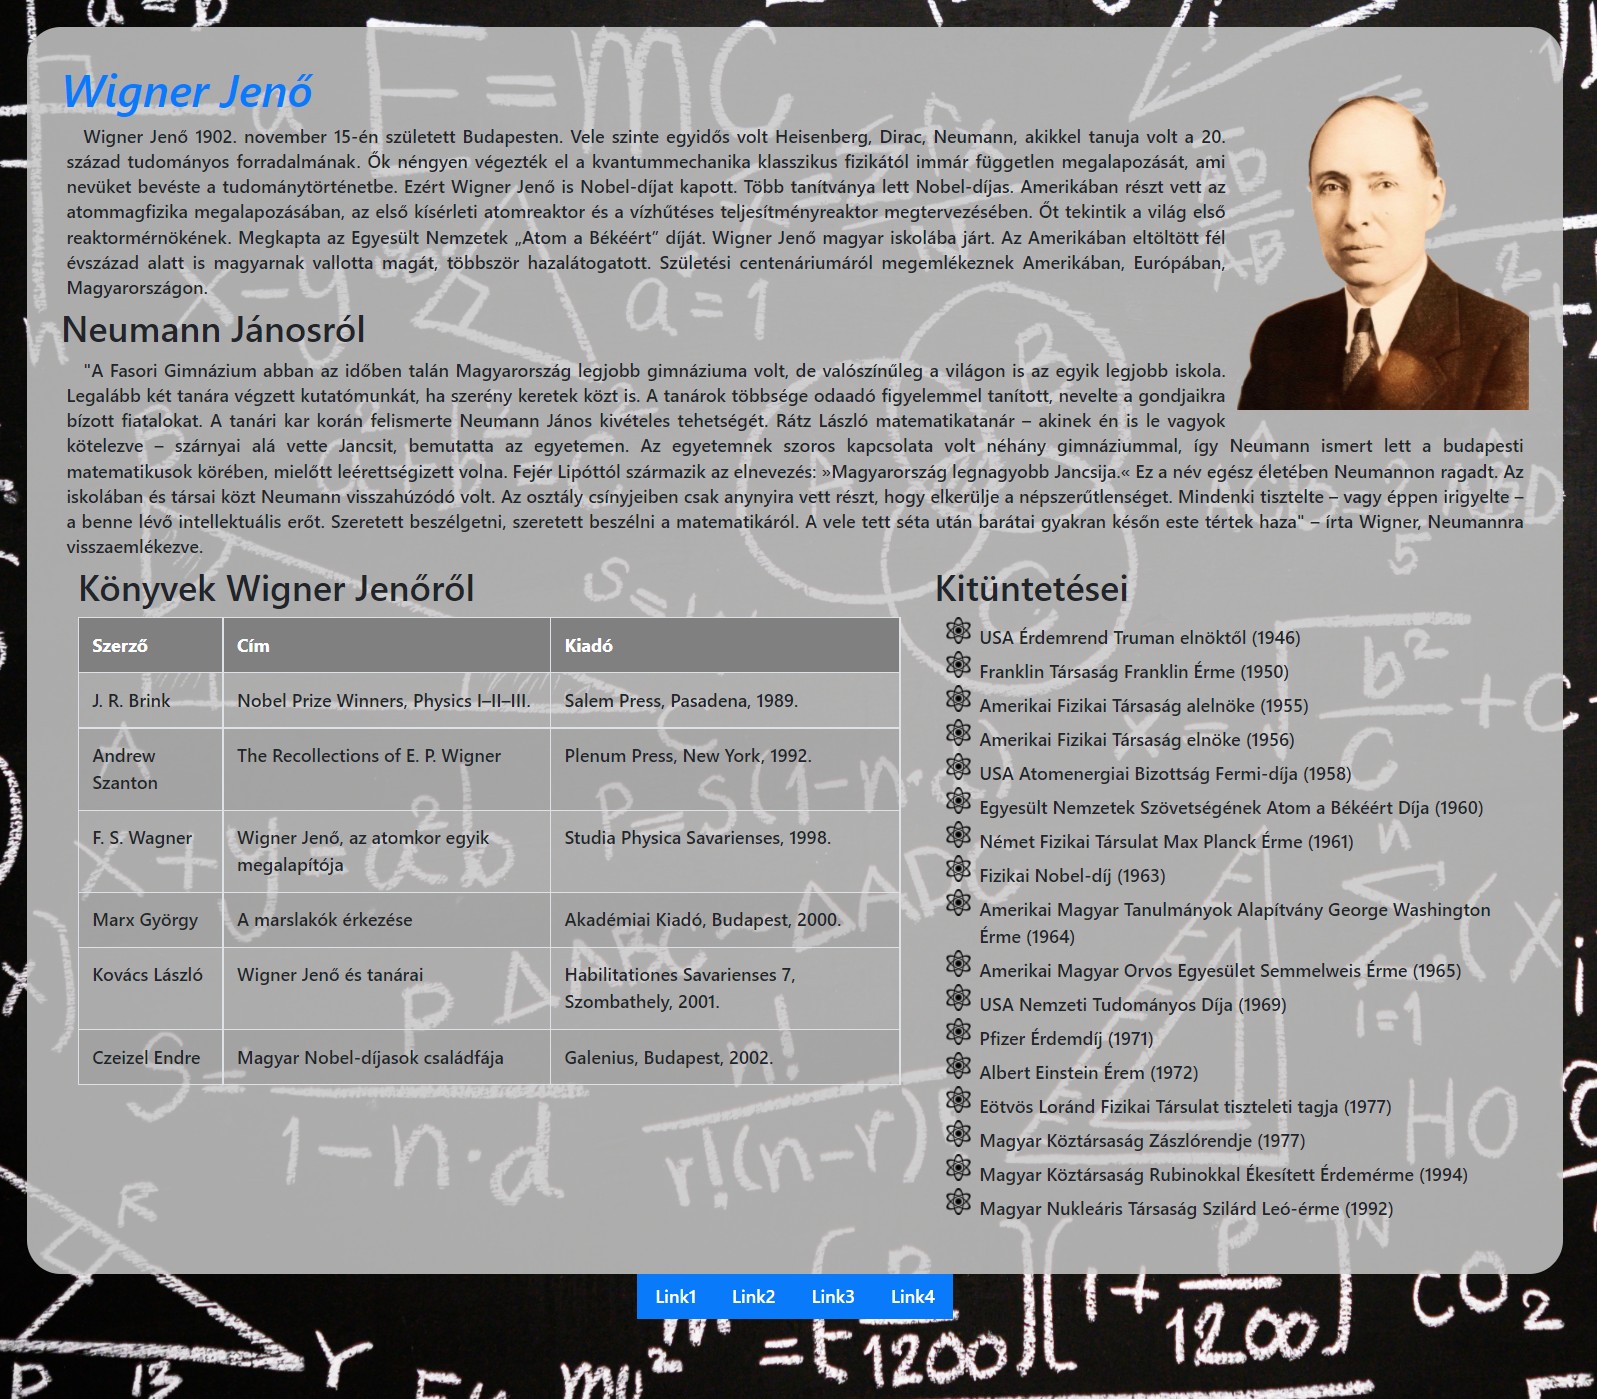 Wigner Jenő
Wigner Jenő 1902. november 15-én született Budapesten. Vele szinte egyidős volt Heisenberg, Dirac, Neumann, akikkel tanuja volt a 20.
század tudományos forradalmának. Ők néngyen végezték el a kvantummechanika klasszikus fizikától immár független megalapozását, ami
nevüket bevéste a tudománytörténetbe. Ezért Wigner Jenő is Nobel-díjat kapott. Több tanítványa lett Nobel-díjas. Amerikában részt vett az
atommagfizika megalapozásában, az első kísérleti atomreaktor és a vízhűtéses teljesítményreaktor megtervezésében. Őt tekintik a világ első
reaktormérnökének. Megkapta az Egyesült Nemzetek „Atom a Békéért” díját. Wigner Jenő magyar iskolába járt. Az Amerikában eltöltött fél
évszázad alatt is magyarnak vallotta magát, többször hazalátogatott. Születési centenáriumáról megemlékeznek Amerikában, Európában,
Magyarországon.
Neumann Jánosról
"A Fasori Gimnázium abban az időben talán Magyarország legjobb gimnáziuma volt, de valószínűleg a világon is az egyik legjobb iskola.
Legalább két tanára végzett kutatómunkát, ha szerény keretek közt is. A tanárok többsége odaadó figyelemmel tanított, nevelte a gondjaikra
bízott fiatalokat. A tanári kar korán felismerte Neumann János kivételes tehetségét. Rátz László matematikatanár – akinek én is le vagyok
kötelezve – szárnyai alá vette Jancsit, bemutatta az egyetemen. Az egyetemnek szoros kapcsolata volt néhány gimnáziummal, így Neumann ismert lett a budapesti
matematikusok körében, mielőtt leérettségizett volna. Fejér Lipóttól származik az elnevezés: »Magyarország legnagyobb Jancsija.« Ez a név egész életében Neumannon ragadt. Az
iskolában és társai közt Neumann visszahúzódó volt. Az osztály csínyjeiben csak anynyira vett részt, hogy elkerülje a népszerűtlenséget. Mindenki tisztelte – vagy éppen irigyelte –
a benne lévő intellektuális erőt. Szeretett beszélgetni, szeretett beszélni a matematikáról. A vele tett séta után barátai gyakran későn este tértek haza" – írta Wigner, Neumannra
visszaemlékezve.
Könyvek Wigner Jenőről
Szerző Cím Kiadó
J. R. Brink Nobel Prize Winners, Physics I–II–III. Salem Press, Pasadena, 1989.
Andrew The Recollections of E. P. Wigner Plenum Press, New York, 1992.
Szanton
F. S. Wagner Wigner Jenő, az atomkor egyik Studia Physica Savarienses, 1998.
megalapítója
Marx György A marslakók érkezése Akadémiai Kiadó, Budapest, 2000.
Kovács László Wigner Jenő és tanárai Habilitationes Savarienses 7,
Szombathely, 2001.
Czeizel Endre Magyar Nobel-díjasok családfája Galenius, Budapest, 2002.
Kitüntetései
USA Érdemrend Truman elnöktől (1946)
Franklin Társaság Franklin Érme (1950)
Amerikai Fizikai Társaság alelnöke (1955)
Amerikai Fizikai Társaság elnöke (1956)
USA Atomenergiai Bizottság Fermi-díja (1958)
Egyesült Nemzetek Szövetségének Atom a Békéért Díja (1960)
Német Fizikai Társulat Max Planck Érme (1961)
Fizikai Nobel-díj (1963)
Amerikai Magyar Tanulmányok Alapítvány George Washington
Érme (1964)
Amerikai Magyar Orvos Egyesület Semmelweis Érme (1965)
USA Nemzeti Tudományos Díja (1969)
Pfizer Érdemdíj (1971)
Albert Einstein Érem (1972)
Eötvös Loránd Fizikai Társulat tiszteleti tagja (1977)
Magyar Köztársaság Zászlórendje (1977)
Magyar Köztársaság Rubinokkal Ékesített Érdemérme (1994)
Magyar Nukleáris Társaság Szilárd Leó-érme (1992)
Link1 Link2 Link3 Link4